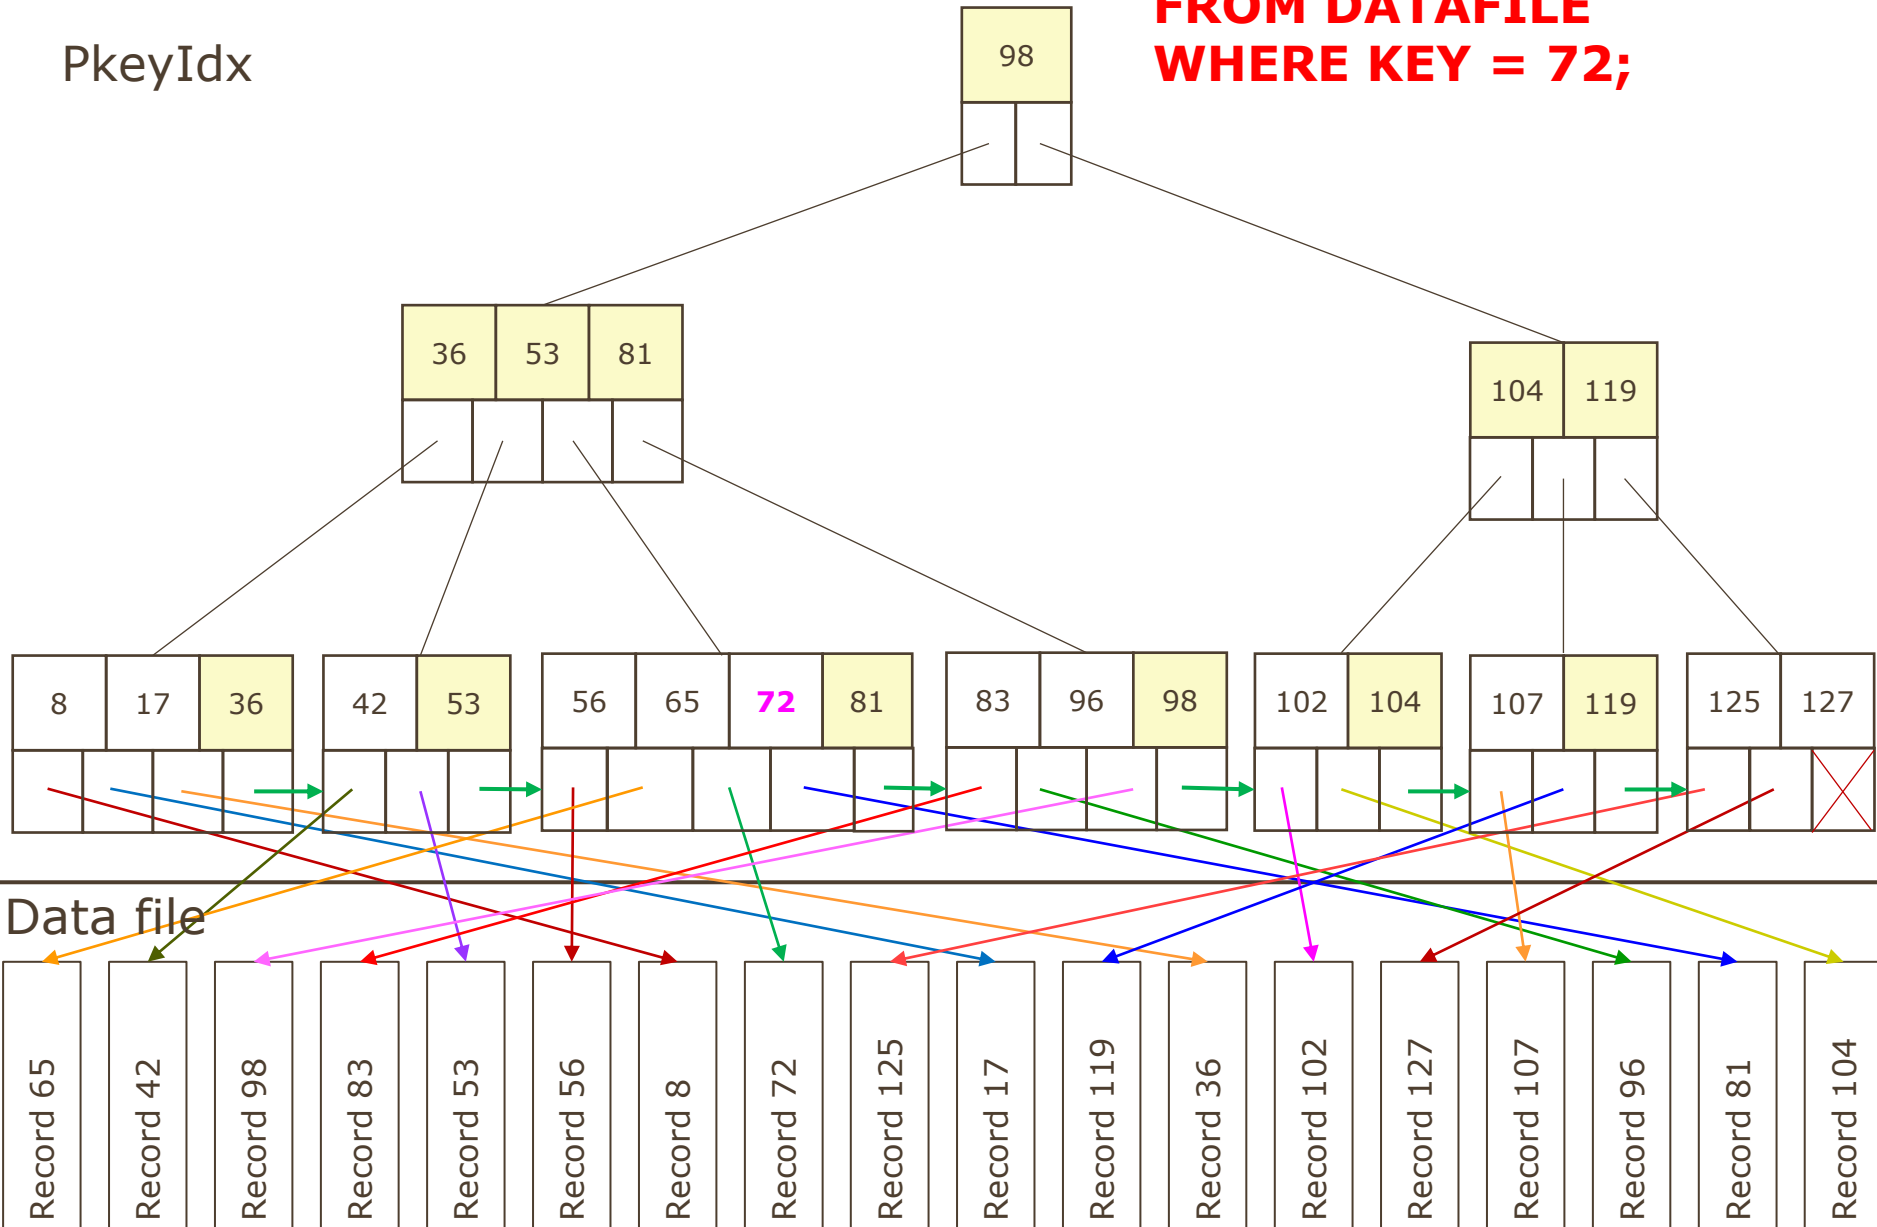 FROM DATAFILE
WHERE KEY = 72;
PkeyIdx
98
36 53 81
104 119
8 17 36 42 53 56 65 72 81 83 96 98 102 104 107 119 125 127
Data file
Record 65
Record 42
Record 98
Record 83
Record 53
Record 56
Record 8
Record 72
Record 125
Record 17
Record 119
Record 36
Record 102
Record 127
Record 107
Record 96
Record 81
Record 104